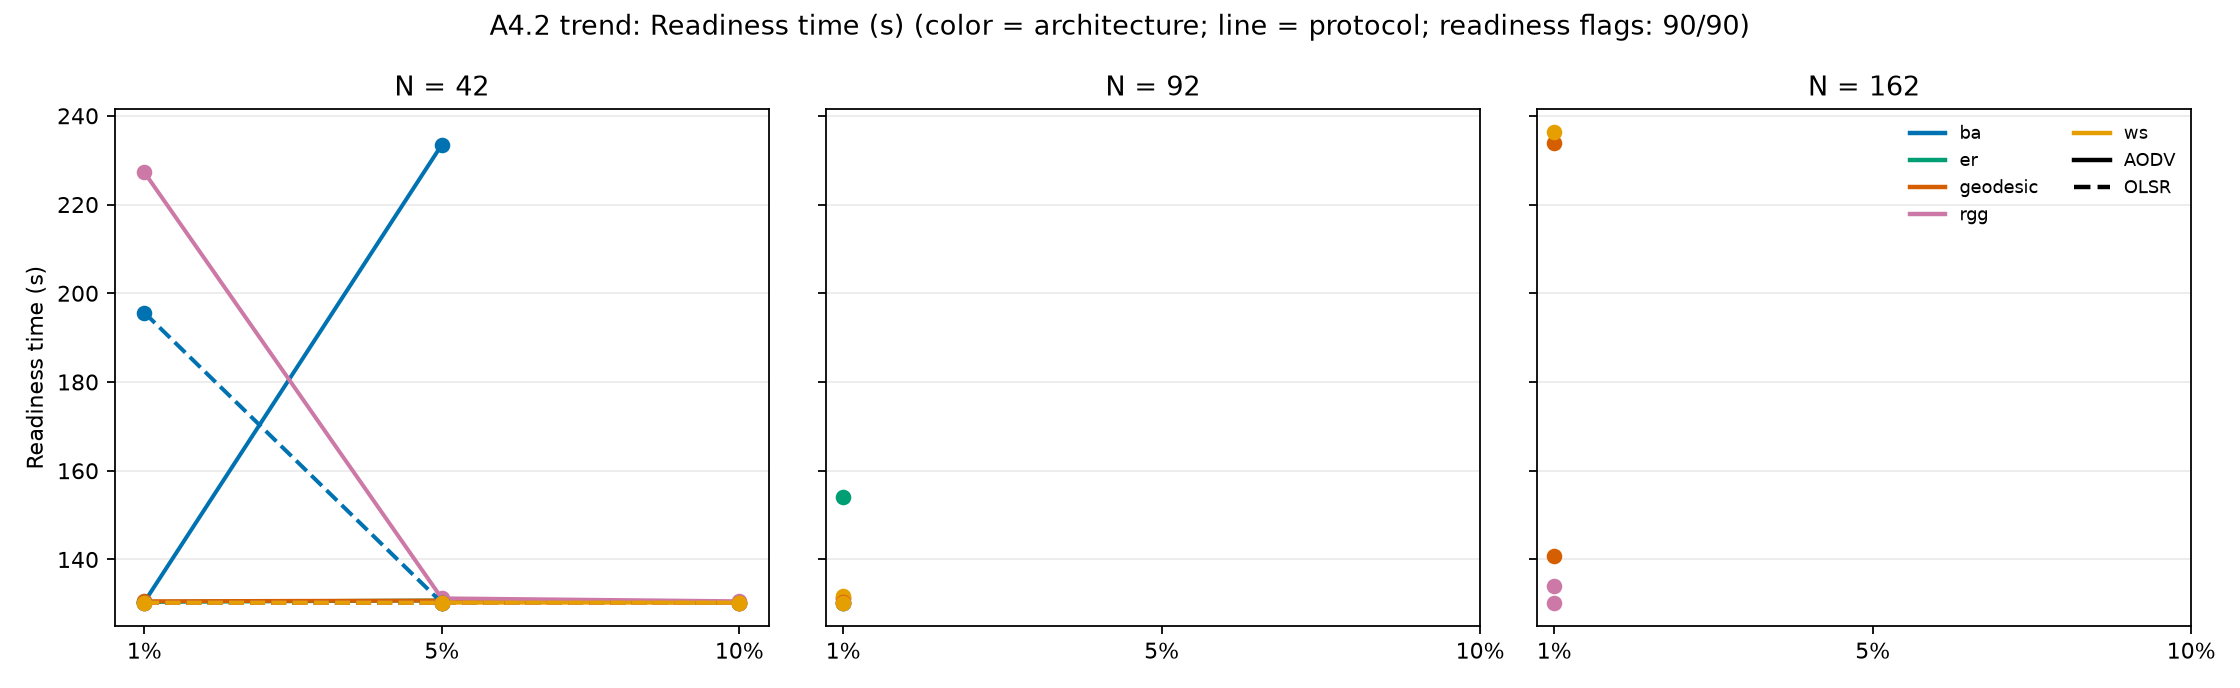 A4.2 trend: Readiness time (s) (color = architecture; line = protocol; readiness flags: 90/90)
N = 42
N = 92
N = 162
Readiness time (s)
240
220
200
180
160
140
1%
5%
10%
1%
5%
10%
1%
5%
10%
ba
er
geodesic
rgg
ws
AODV
OLSR